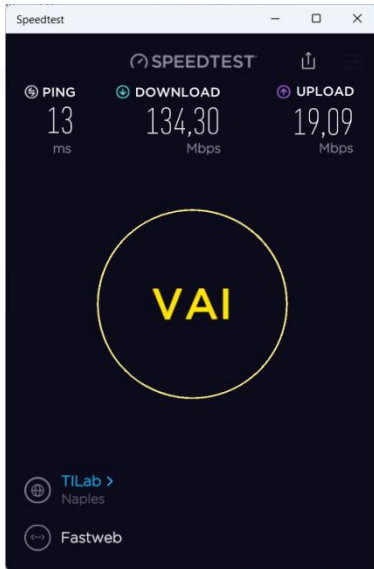 Speedtest
SPEEDTEST
PING DOWNLOAD UPLOAD
13 134,30 19,09
ms Mbps Mbps
VAI
TILab >
Naples
Fastweb